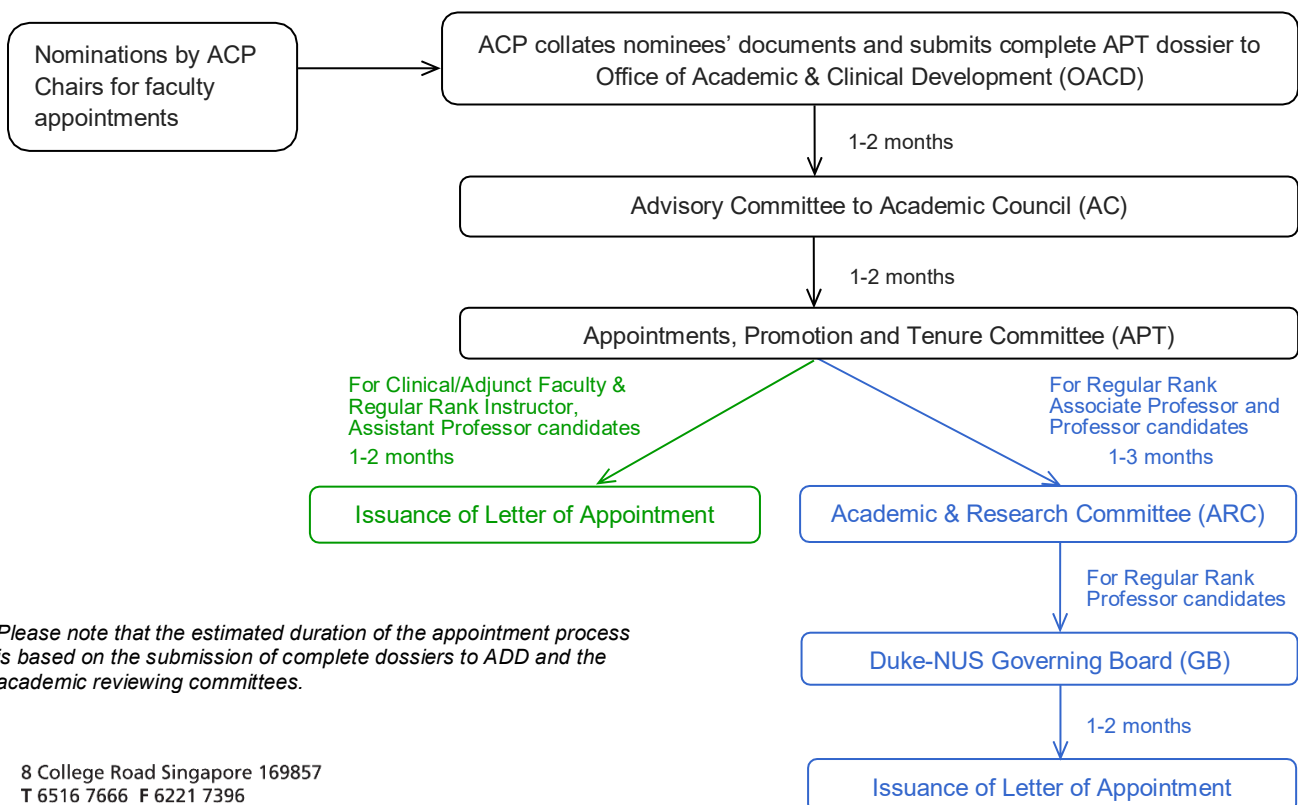 Nominations by ACP
Chairs for faculty
appointments
ACP collates nominees’ documents and submits complete APT dossier to
Office of Academic & Clinical Development (OACD)
1-2 months
Advisory Committee to Academic Council (AC)
1-2 months
Appointments, Promotion and Tenure Committee (APT)
For Clinical/Adjunct Faculty &
Regular Rank Instructor,
Assistant Professor candidates
1-2 months
For Regular Rank
Associate Professor and
Professor candidates
1-3 months
Issuance of Letter of Appointment
Academic & Research Committee (ARC)
For Regular Rank
Professor candidates
Please note that the estimated duration of the appointment process
is based on the submission of complete dossiers to ADD and the
academic reviewing committees.
Duke-NUS Governing Board (GB)
1-2 months
Issuance of Letter of Appointment
8 College Road Singapore 169857
T 6516 7666 F 6221 7396